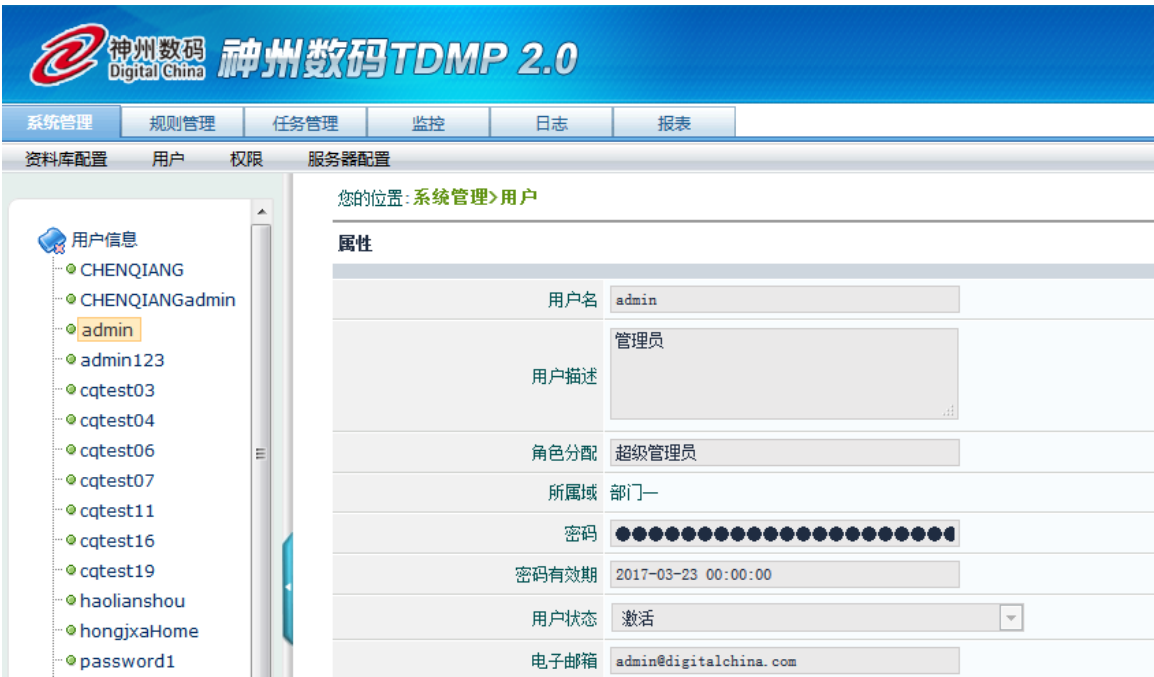 神州数码
Digital China
神州数码TDMP 2.0
系统管理 规则管理 任务管理 监控 日志 报表
资料库配置 用户 权限 服务器配置
您的位置:系统管理>用户
用户信息
CHENQIANG
CHENQIANGadmin
admin
admin123
cqtest03
cqtest04
cqtest06
cqtest07
cqtest11
cqtest16
cqtest19
haolianshou
hongjxaHome
password1
属性
用户名 admin
用户描述 管理员
角色分配 超级管理员
所属域 部门一
密码 ●●●●●●●●●●●●●●●●●●●●●
密码有效期 2017-03-23 00:00:00
用户状态 激活
电子邮箱 admin@digitalchina.com